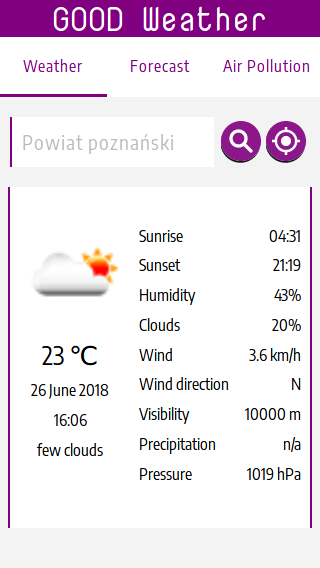 GOOD Weather
Weather Forecast Air Pollution
Powiat poznański
Sunrise 04:31
Sunset 21:19
Humidity 43%
Clouds 20%
Wind 3.6 km/h
Wind direction N
Visibility 10000 m
Precipitation n/a
Pressure 1019 hPa
23 °C
26 June 2018
16:06
few clouds